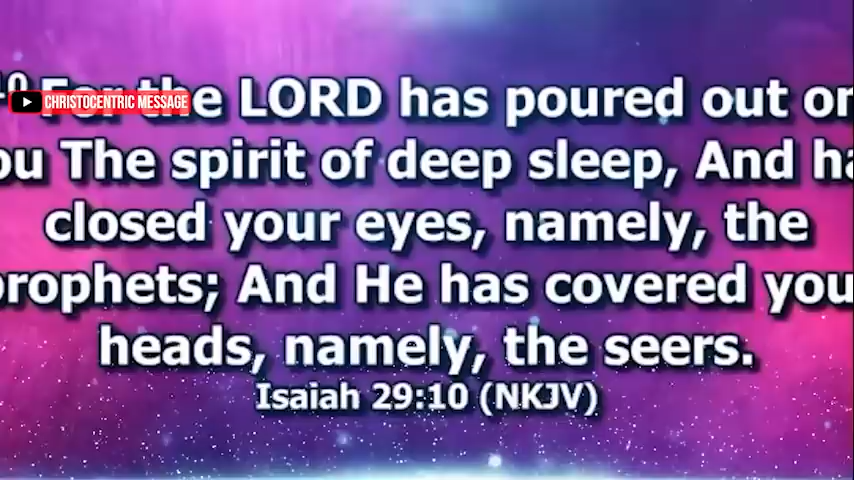 CHRISTOCENTRIC MESSAGE
For the LORD has poured out on
ou The spirit of deep sleep, And ha
closed your eyes, namely, the
rophets; And He has covered you
heads, namely, the seers.
Isaiah 29:10 (NKJV)